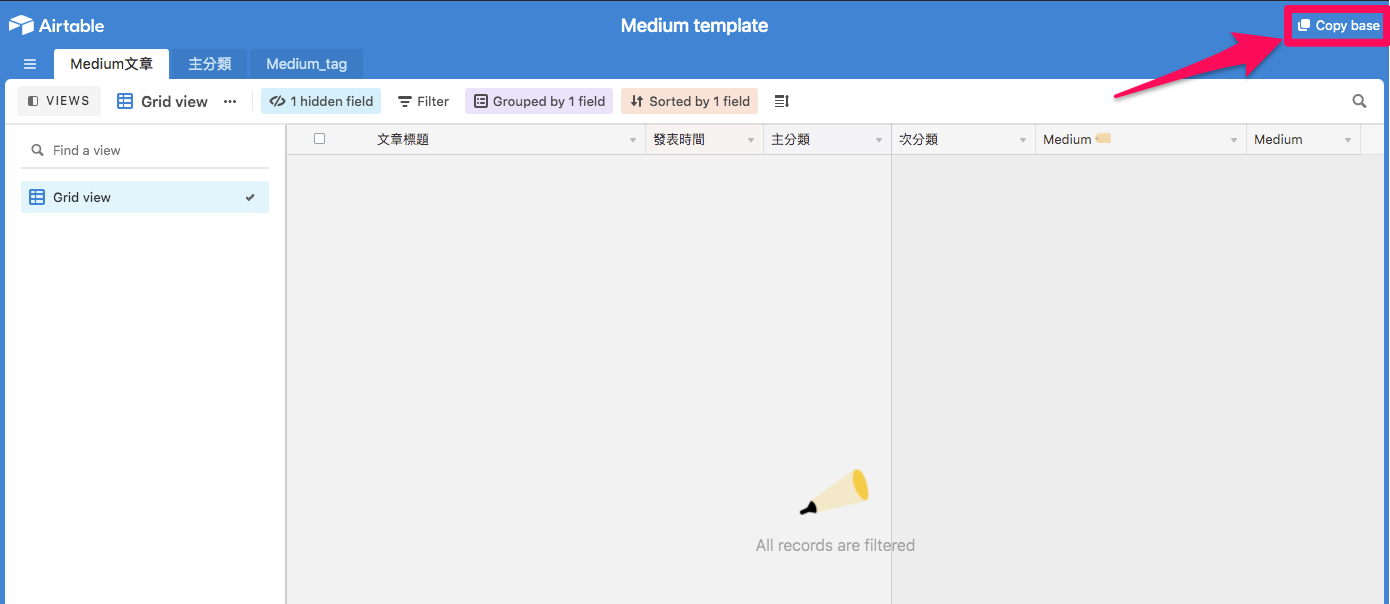 Airtable
Medium template
Copy base
Medium文章 主分類 Medium_tag
VIEWS Grid view 1 hidden field Filter Grouped by 1 field Sorted by 1 field
Find a view
文章標題 發表時間 主分類 次分類 Medium Medium
Grid view
All records are filtered